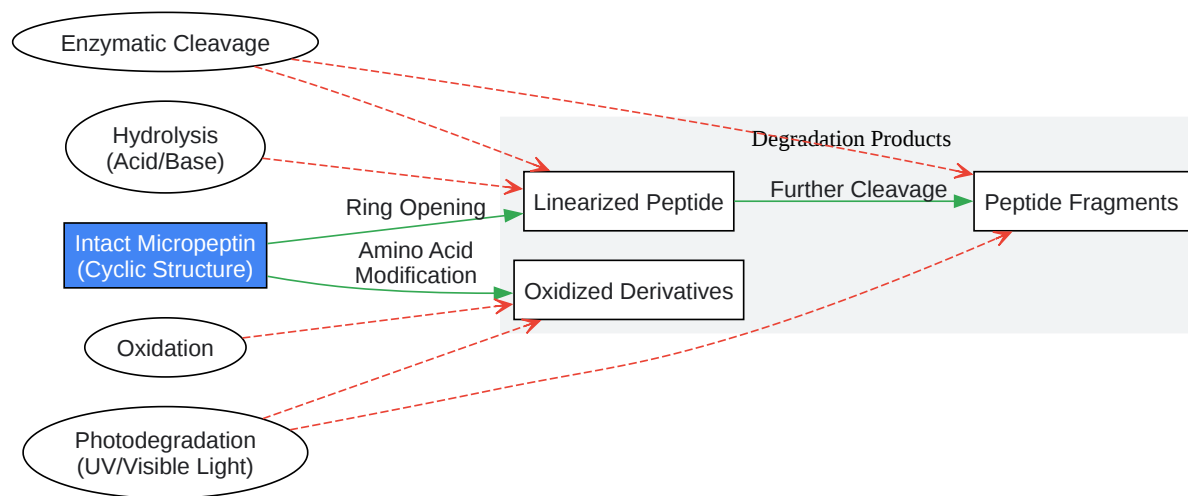 Enzymatic Cleavage
Hydrolysis
(Acid/Base)
Degradation Products
Ring Opening
Linearized Peptide
Further Cleavage
Peptide Fragments
Intact Micropeptin
(Cyclic Structure)
Amino Acid
Modification
Oxidized Derivatives
Oxidation
Photodegradation
(UV/Visible Light)